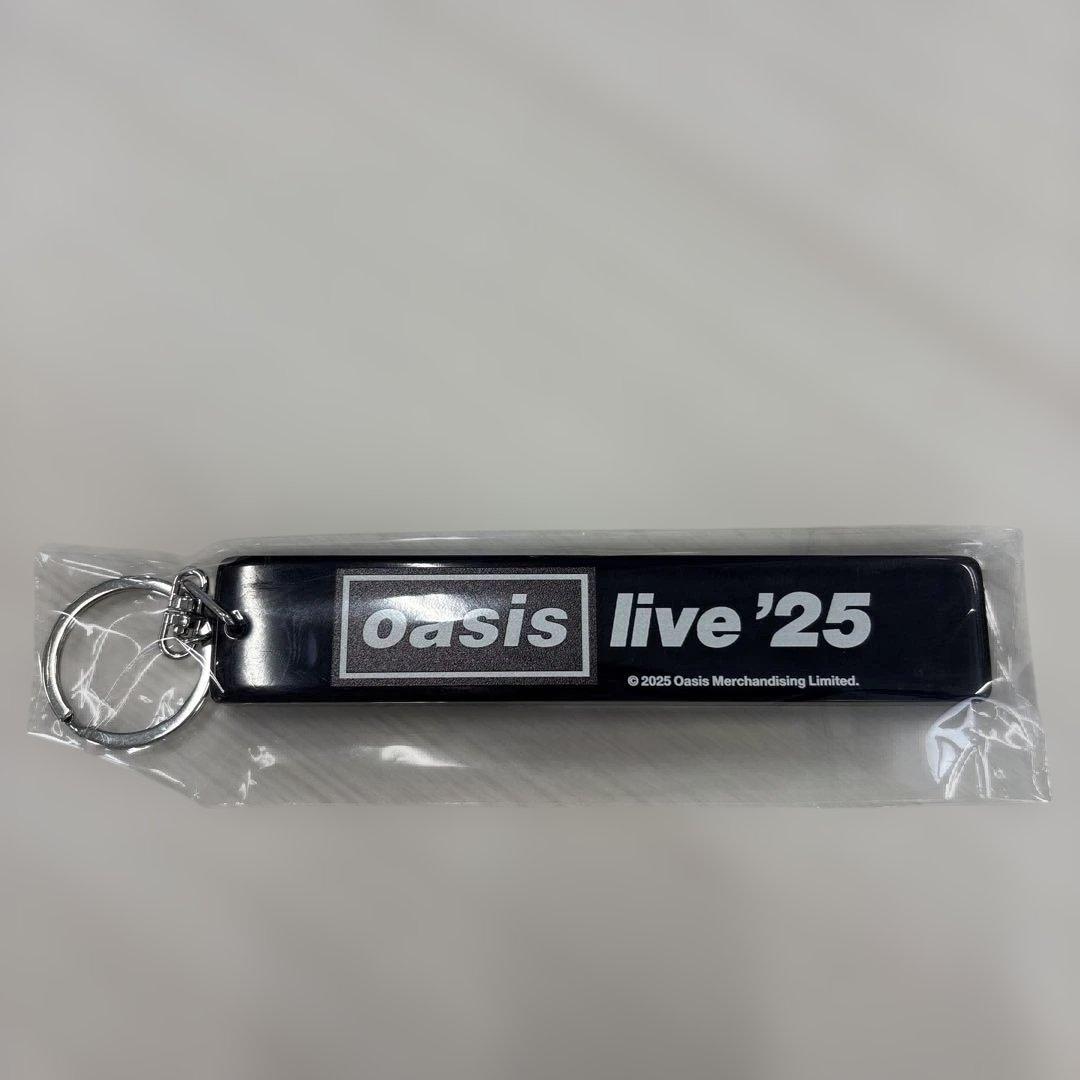 oasis live ’25
© 2025 Oasis Merchandising Limited.